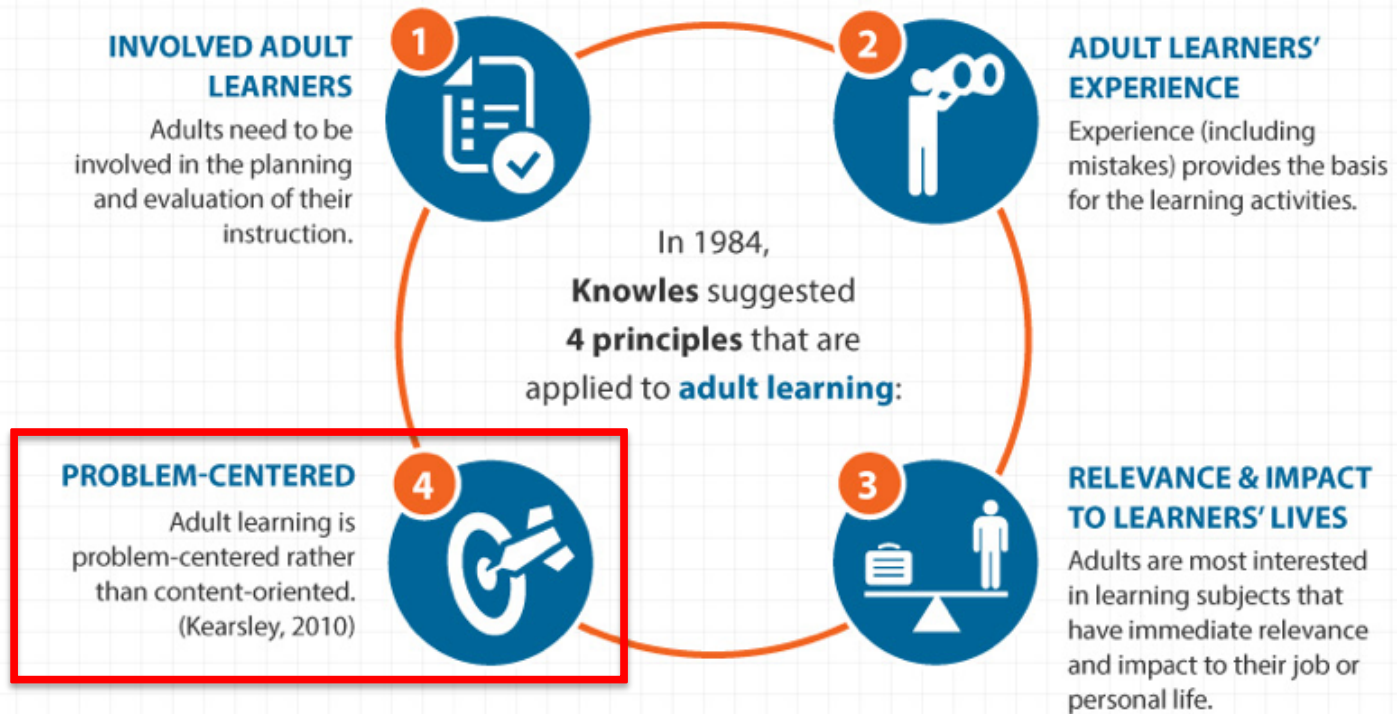 1
INVOLVED ADULT
LEARNERS
Adults need to be
involved in the planning
and evaluation of their
instruction.
2
ADULT LEARNERS’
EXPERIENCE
Experience (including
mistakes) provides the basis
for the learning activities.
In 1984,
Knowles suggested
4 principles that are
applied to adult learning:
3
RELEVANCE & IMPACT
TO LEARNERS’ LIVES
Adults are most interested
in learning subjects that
have immediate relevance
and impact to their job or
personal life.
4
PROBLEM-CENTERED
Adult learning is
problem-centered rather
than content-oriented.
(Kearsley, 2010)